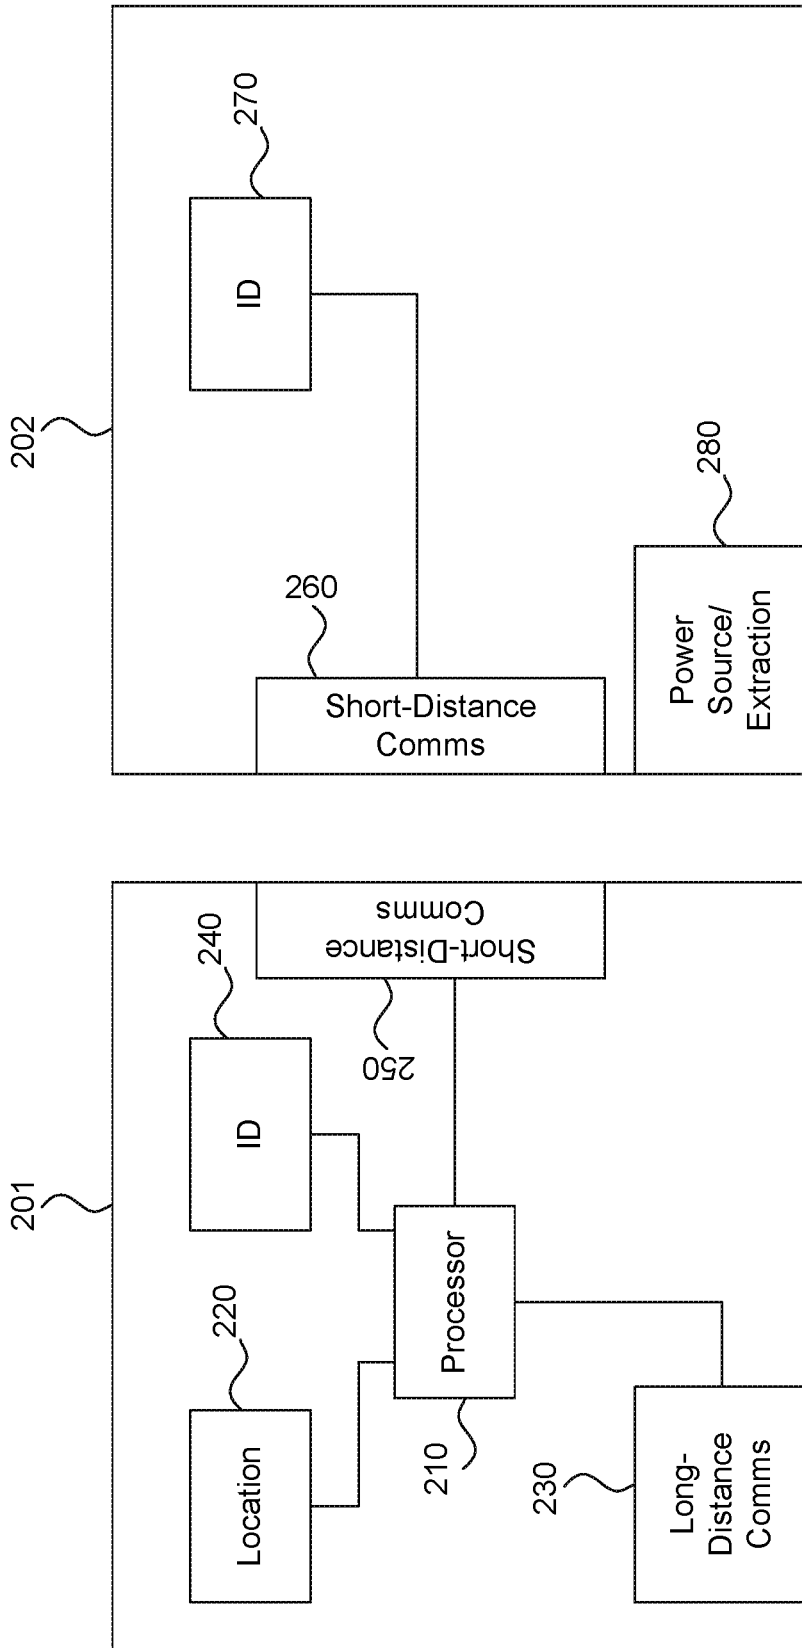 201
202
Location
220
ID
240
ID
270
Processor
210
Short-Distance
Comms
250
Short-Distance
Comms
260
Long-
Distance
Comms
230
Power
Source/
Extraction
280